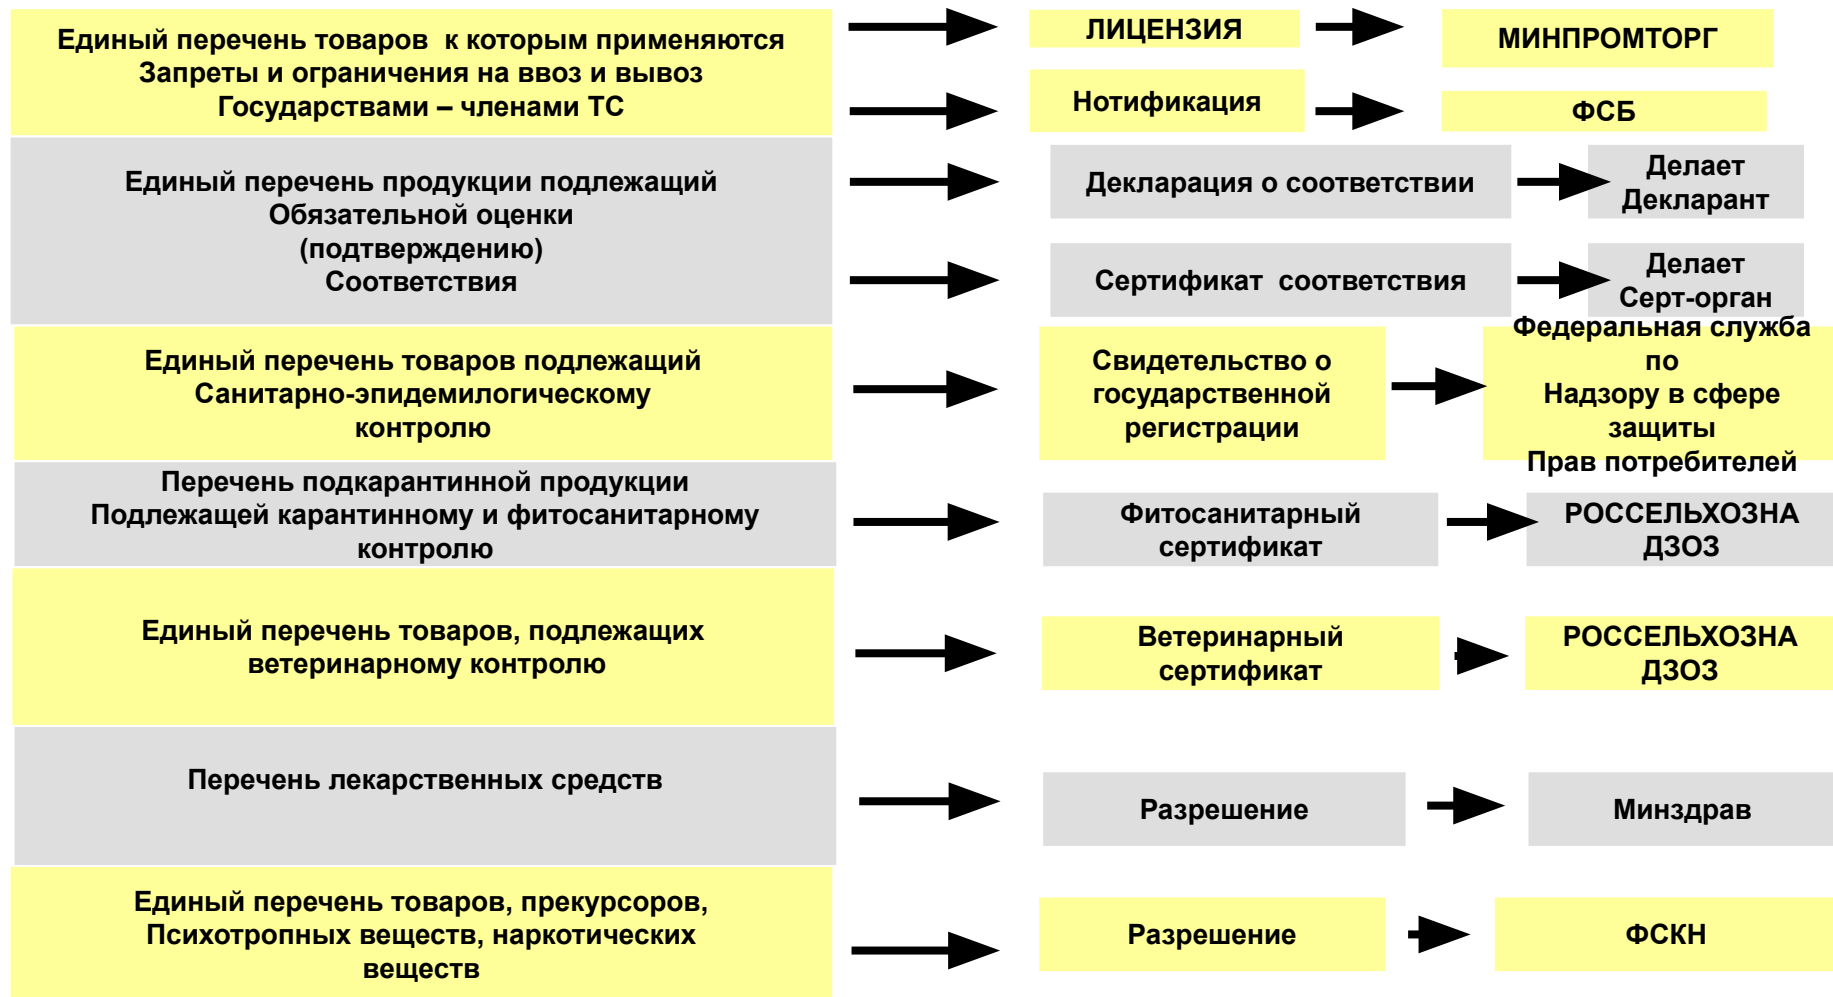 Единый перечень товаров к которым применяются
Запреты и ограничения на ввоз и вывоз
Государствами – членами ТС
ЛИЦЕНЗИЯ
МИНПРОМТОРГ
Нотификация
ФСБ
Единый перечень продукции подлежащий
Обязательной оценки
(подтверждению)
Соответствия
Декларация о соответствии
Делает
Декларант
Сертификат соответствия
Делает
Серт-орган
Единый перечень товаров подлежащий
Санитарно-эпидемилогическому
контролю
Свидетельство о
государственной
регистрации
Федеральная служба
по
Надзору в сфере
защиты
Прав потребителей
Перечень подкарантинной продукции
Подлежащей карантинному и фитосанитарному
контролю
Фитосанитарный
сертификат
РОССЕЛЬХОЗНА
ДЗОЗ
Единый перечень товаров, подлежащих
ветеринарному контролю
Ветеринарный
сертификат
РОССЕЛЬХОЗНА
ДЗОЗ
Перечень лекарственных средств
Разрешение
Минздрав
Единый перечень товаров, прекурсоров,
Психотропных веществ, наркотических
веществ
Разрешение
ФСКН